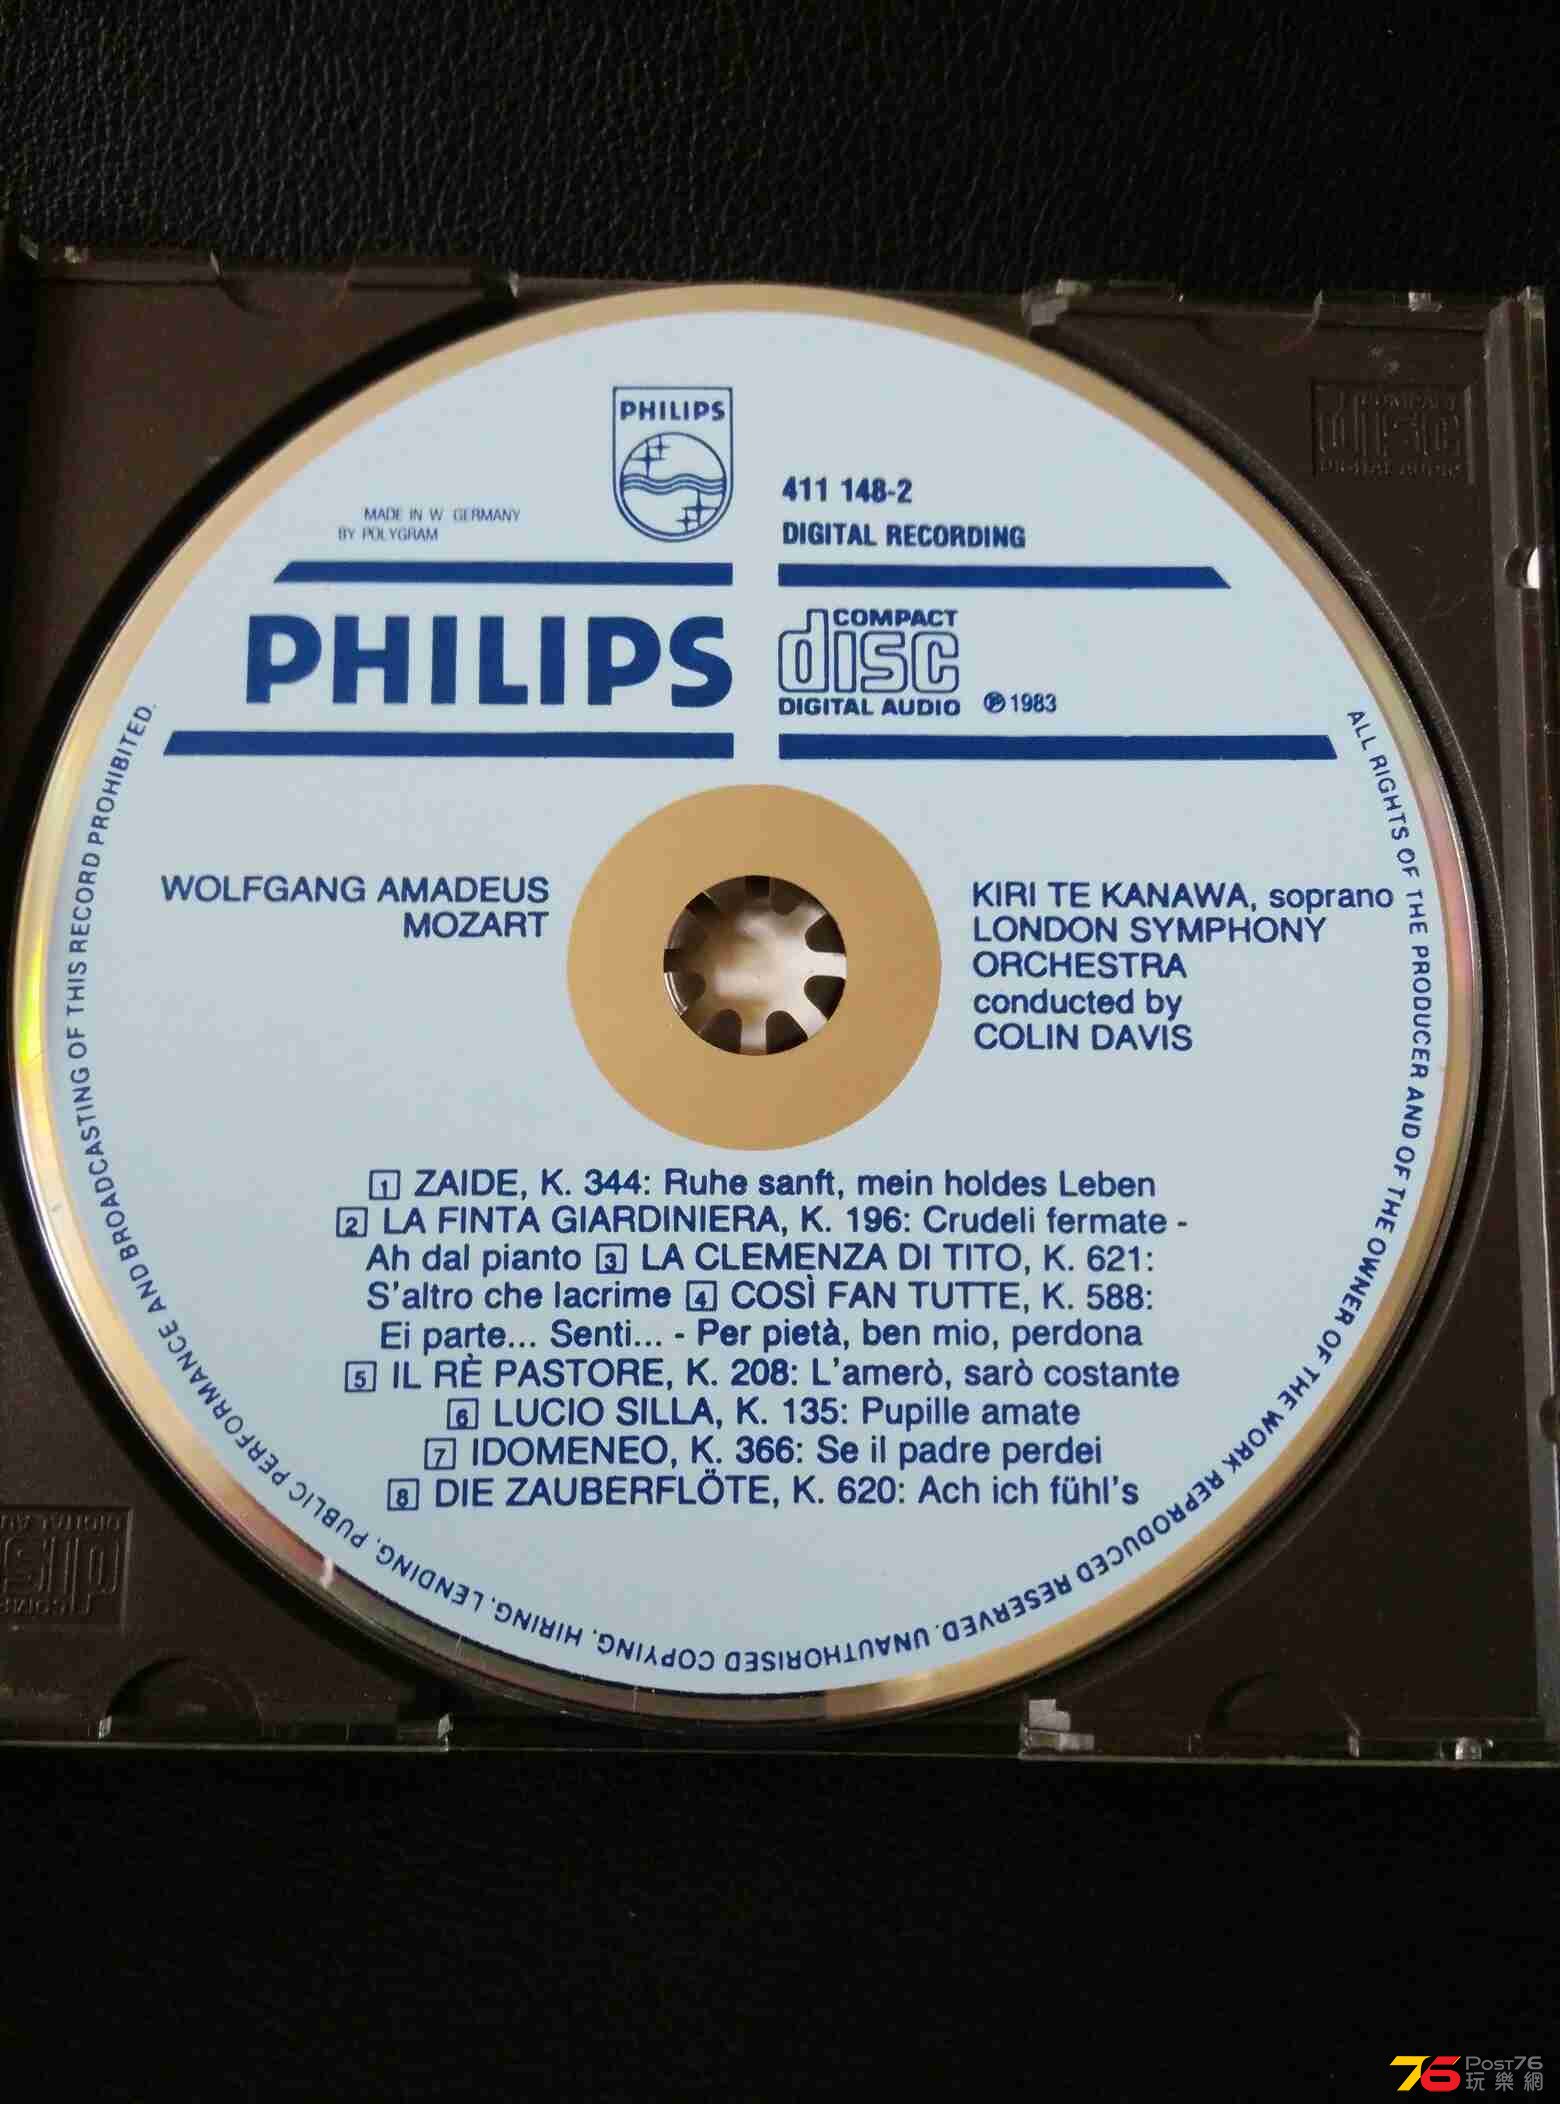 PHILIPS
411 148-2
MADE IN W. GERMANY
BY POLYGRAM
DIGITAL RECORDING
PHILIPS
COMPACT
disc
DIGITAL AUDIO
℗ 1983
WOLFGANG AMADEUS
MOZART
KIRI TE KANAWA, soprano
LONDON SYMPHONY
ORCHESTRA
conducted by
COLIN DAVIS
1 ZAIDE, K. 344: Ruhe sanft, mein holdes Leben
2 LA FINTA GIARDINIERA, K. 196: Crudeli fermate -
Ah dal pianto 3 LA CLEMENZA DI TITO, K. 621:
S'altro che lacrime 4 COSÌ FAN TUTTE, K. 588:
Ei parte... Senti... - Per pietà, ben mio, perdona
5 IL RÈ PASTORE, K. 208: L'amerò, sarò costante
6 LUCIO SILLA, K. 135: Pupille amate
7 IDOMENEO, K. 366: Se il padre perdei
8 DIE ZAUBERFLÖTE, K. 620: Ach ich fühl's
ALL RIGHTS OF THE PRODUCER AND OF THE OWNER OF THE WORK REPRODUCED RESERVED. UNAUTHORISED COPYING, HIRING, LENDING, PUBLIC PERFORMANCE AND BROADCASTING OF THIS RECORD PROHIBITED.
COMPACT
disc
DIGITAL AUDIO
76 POST76
玩樂網